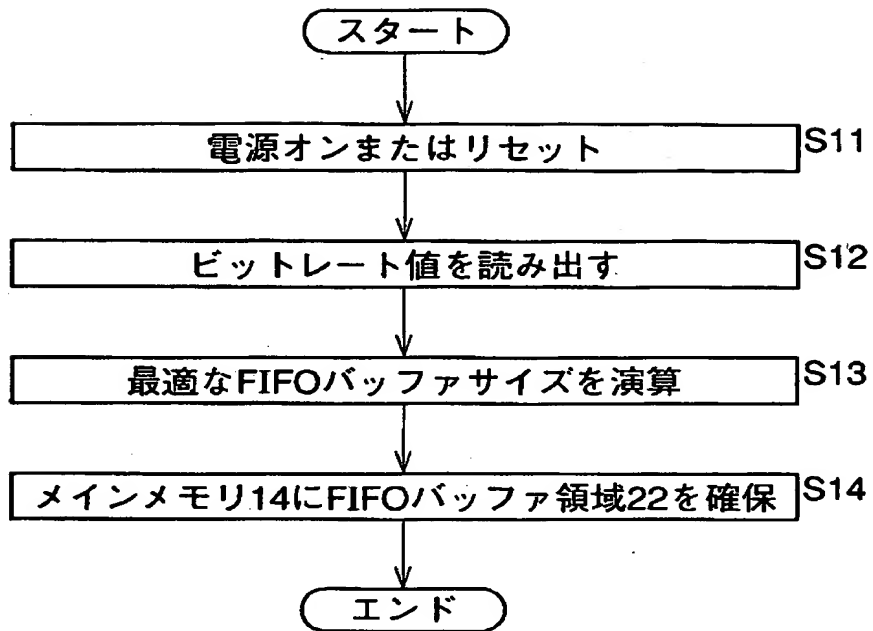 スタート
電源オンまたはリセット S11
ビットレート値を読み出す S12
最適なFIFOバッファサイズを演算 S13
メインメモリ14にFIFOバッファ領域22を確保 S14
エンド